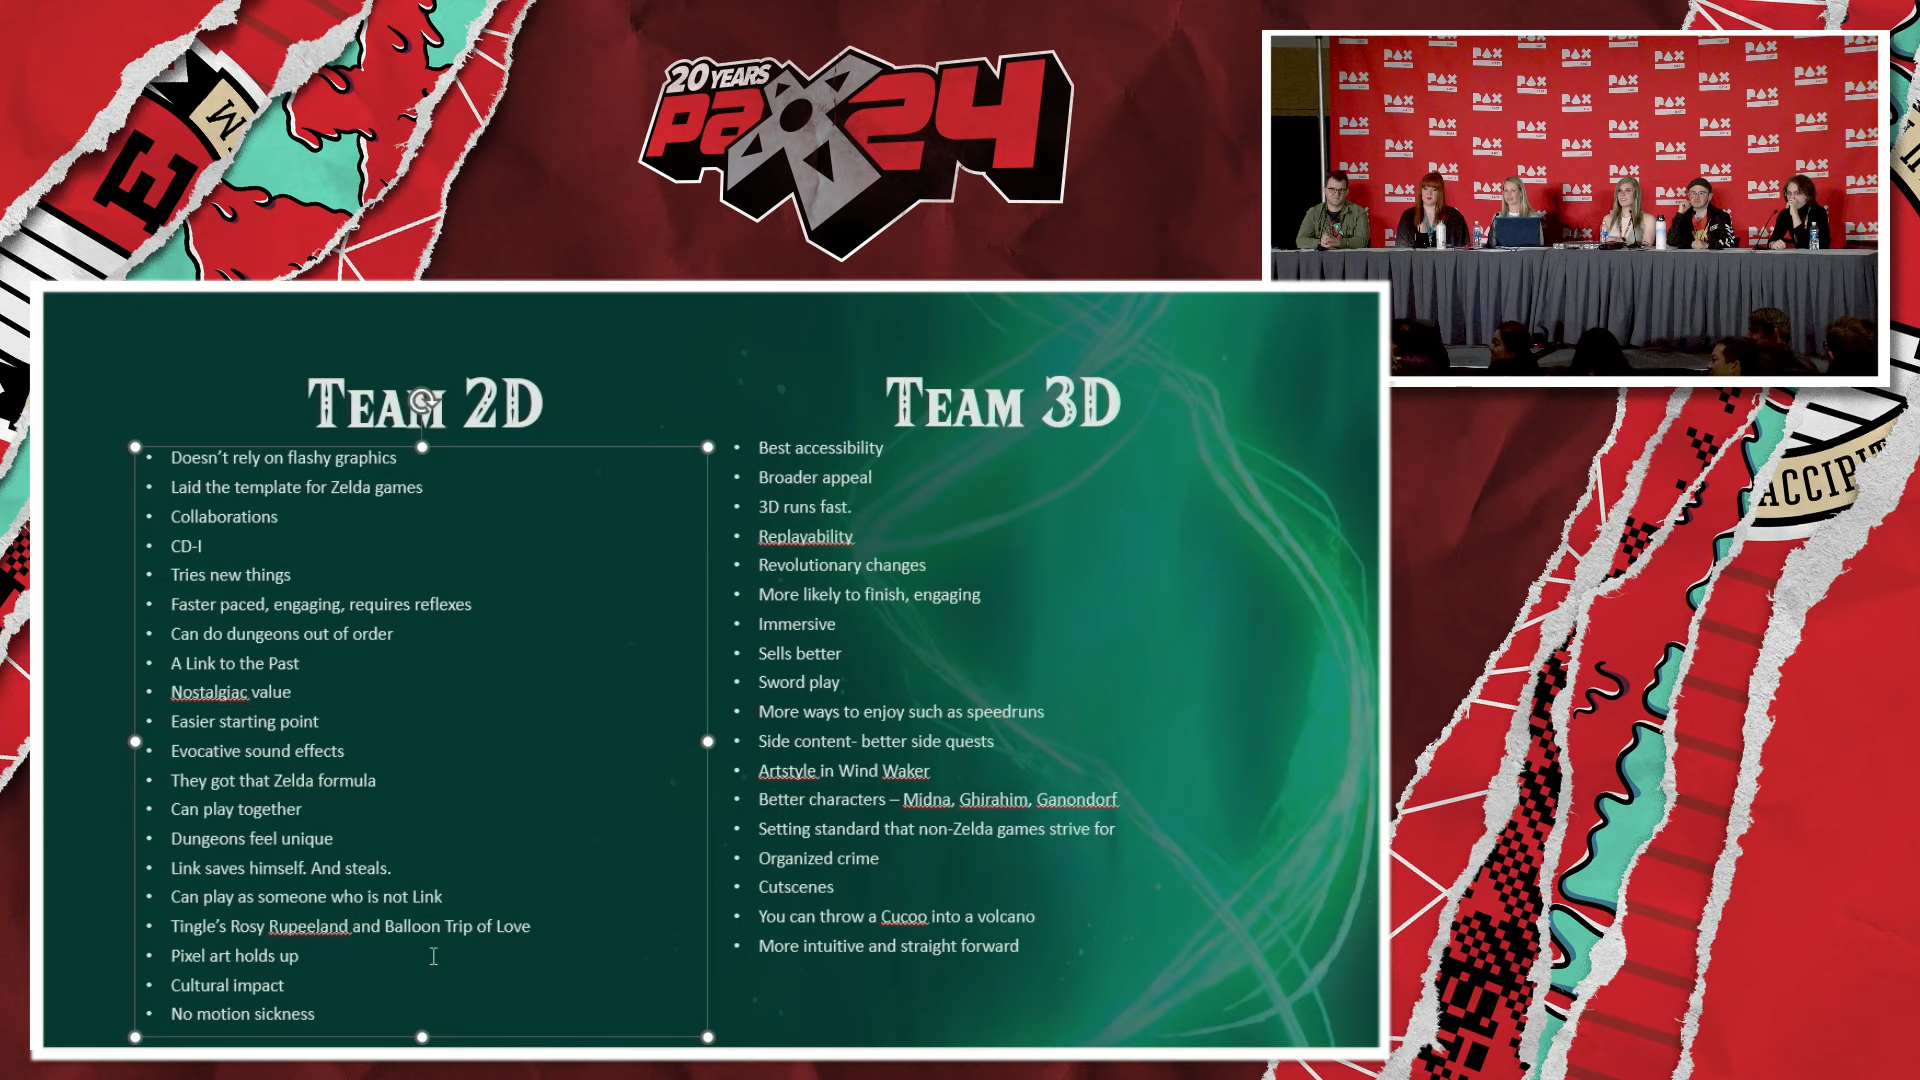 20 YEARS
PAX 24
E
W.
ACCIPIT
Team 2D
• Doesn’t rely on flashy graphics
• Laid the template for Zelda games
• Collaborations
• CD-I
• Tries new things
• Faster paced, engaging, requires reflexes
• Can do dungeons out of order
• A Link to the Past
• Nostalgiac value
• Easier starting point
• Evocative sound effects
• They got that Zelda formula
• Can play together
• Dungeons feel unique
• Link saves himself. And steals.
• Can play as someone who is not Link
• Tingle’s Rosy Rupeeland and Balloon Trip of Love
• Pixel art holds up
• Cultural impact
• No motion sickness
Team 3D
• Best accessibility
• Broader appeal
• 3D runs fast.
• Replayability
• Revolutionary changes
• More likely to finish, engaging
• Immersive
• Sells better
• Sword play
• More ways to enjoy such as speedruns
• Side content- better side quests
• Artstyle in Wind Waker
• Better characters – Midna, Ghirahim, Ganondorf
• Setting standard that non-Zelda games strive for
• Organized crime
• Cutscenes
• You can throw a Cucoo into a volcano
• More intuitive and straight forward